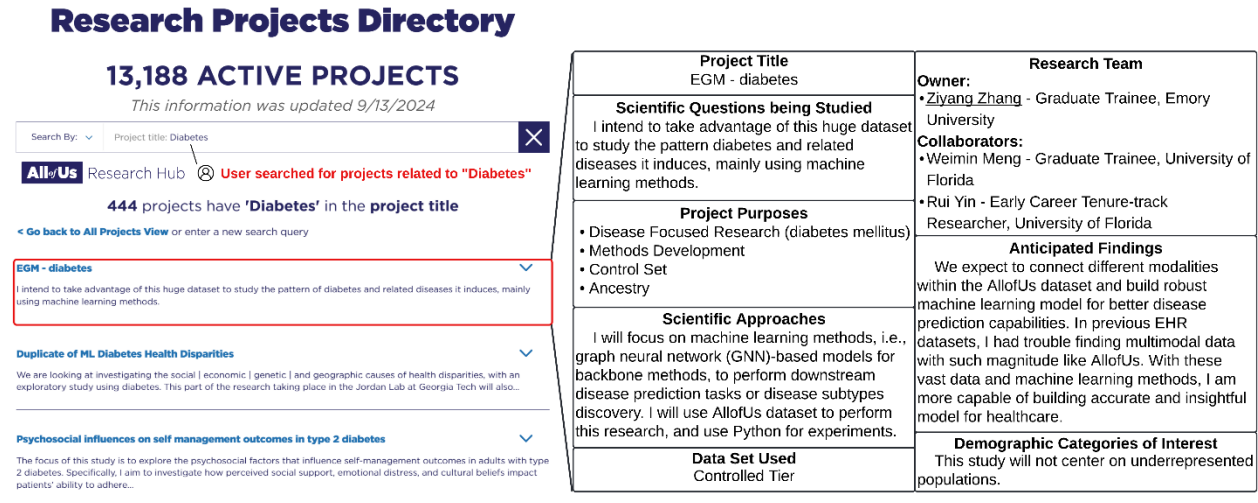 Research Projects Directory
13,188 ACTIVE PROJECTS
This information was updated 9/13/2024
Search By: Project title: Diabetes
All of Us Research Hub User searched for projects related to "Diabetes"
444 projects have 'Diabetes' in the project title
< Go back to All Projects View or enter a new search query
EGM - diabetes
I intend to take advantage of this huge dataset to study the pattern of diabetes and related diseases it induces, mainly
using machine learning methods.
Duplicate of ML Diabetes Health Disparities
We are looking at investigating the social | economic | genetic | and geographic causes of health disparities, with an
exploratory study using diabetes. This part of the research taking place in the Jordan Lab at Georgia Tech will also...
Psychosocial influences on self management outcomes in type 2 diabetes
The focus of this study is to explore the psychosocial factors that influence self-management outcomes in adults with type
2 diabetes. Specifically, I aim to investigate how perceived social support, emotional distress, and cultural beliefs impact
patients' ability to adhere...
Project Title
EGM - diabetes
Scientific Questions being Studied
I intend to take advantage of this huge dataset
to study the pattern diabetes and related
diseases it induces, mainly using machine
learning methods.
Project Purposes
• Disease Focused Research (diabetes mellitus)
• Methods Development
• Control Set
• Ancestry
Scientific Approaches
I will focus on machine learning methods, i.e.,
graph neural network (GNN)-based models for
backbone methods, to perform downstream
disease prediction tasks or disease subtypes
discovery. I will use AllofUs dataset to perform
this research, and use Python for experiments.
Data Set Used
Controlled Tier
Research Team
Owner:
• Ziyang Zhang - Graduate Trainee, Emory
University
Collaborators:
• Weimin Meng - Graduate Trainee, University of
Florida
• Rui Yin - Early Career Tenure-track
Researcher, University of Florida
Anticipated Findings
We expect to connect different modalities
within the AllofUs dataset and build robust
machine learning model for better disease
prediction capabilities. In previous EHR
datasets, I had trouble finding multimodal data
with such magnitude like AllofUs. With these
vast data and machine learning methods, I am
more capable of building accurate and insightful
model for healthcare.
Demographic Categories of Interest
This study will not center on underrepresented
populations.